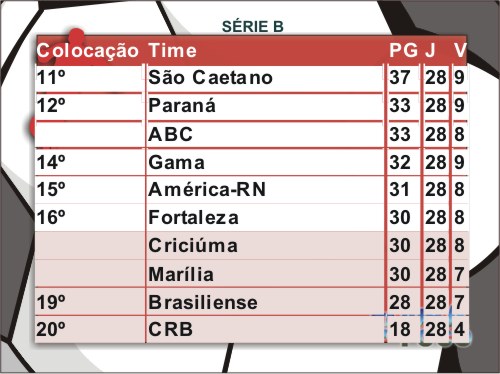 SÉRIE B
Colocação Time PG J V
11º São Caetano 37 28 9
12º Paraná 33 28 9
ABC 33 28 8
14º Gama 32 28 9
15º América-RN 31 28 8
16º Fortaleza 30 28 8
Criciúma 30 28 8
Marília 30 28 7
19º Brasiliense 28 28 7
20º CRB 18 28 4